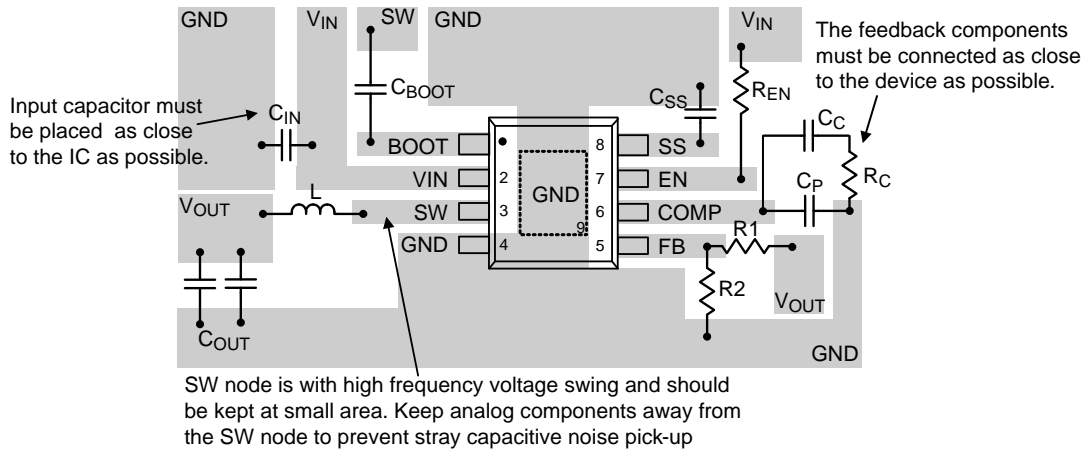 GND
VIN
SW
GND
VIN
The feedback components
must be connected as close
to the device as possible.
Input capacitor must
be placed as close
to the IC as possible.
CIN
CBOOT
CSS
REN
CC
RC
CP
BOOT
8
SS
VIN
2
GND
7
EN
VOUT
L
SW
3
9
6
COMP
GND
4
5
FB
R1
R2
VOUT
COUT
GND
SW node is with high frequency voltage swing and should
be kept at small area. Keep analog components away from
the SW node to prevent stray capacitive noise pick-up